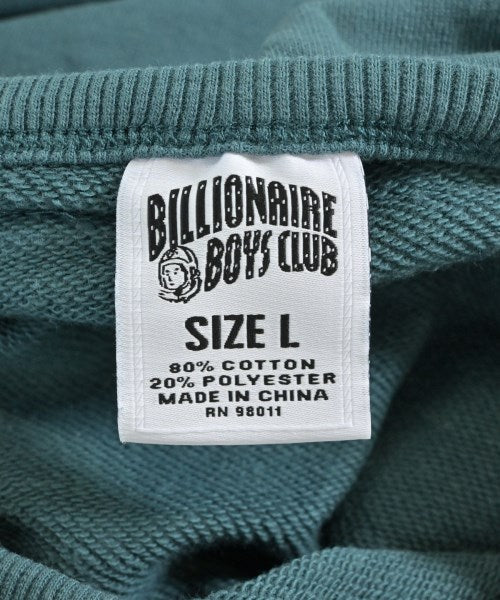 BILLIONAIRE
BOYS CLUB
SIZE L
80% COTTON
20% POLYESTER
MADE IN CHINA
RN 98011